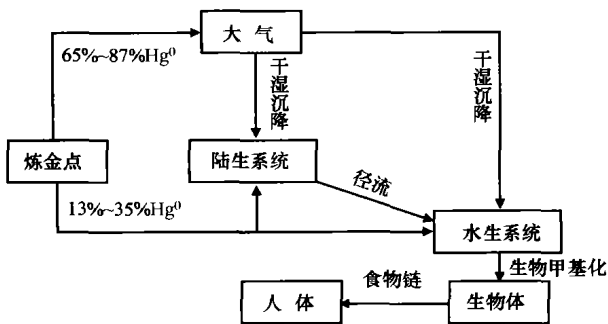 大气
65%~87%Hg⁰
干湿沉降
干湿沉降
炼金点
陆生系统
径流
13%~35%Hg⁰
水生系统
生物甲基化
食物链
人体
生物体